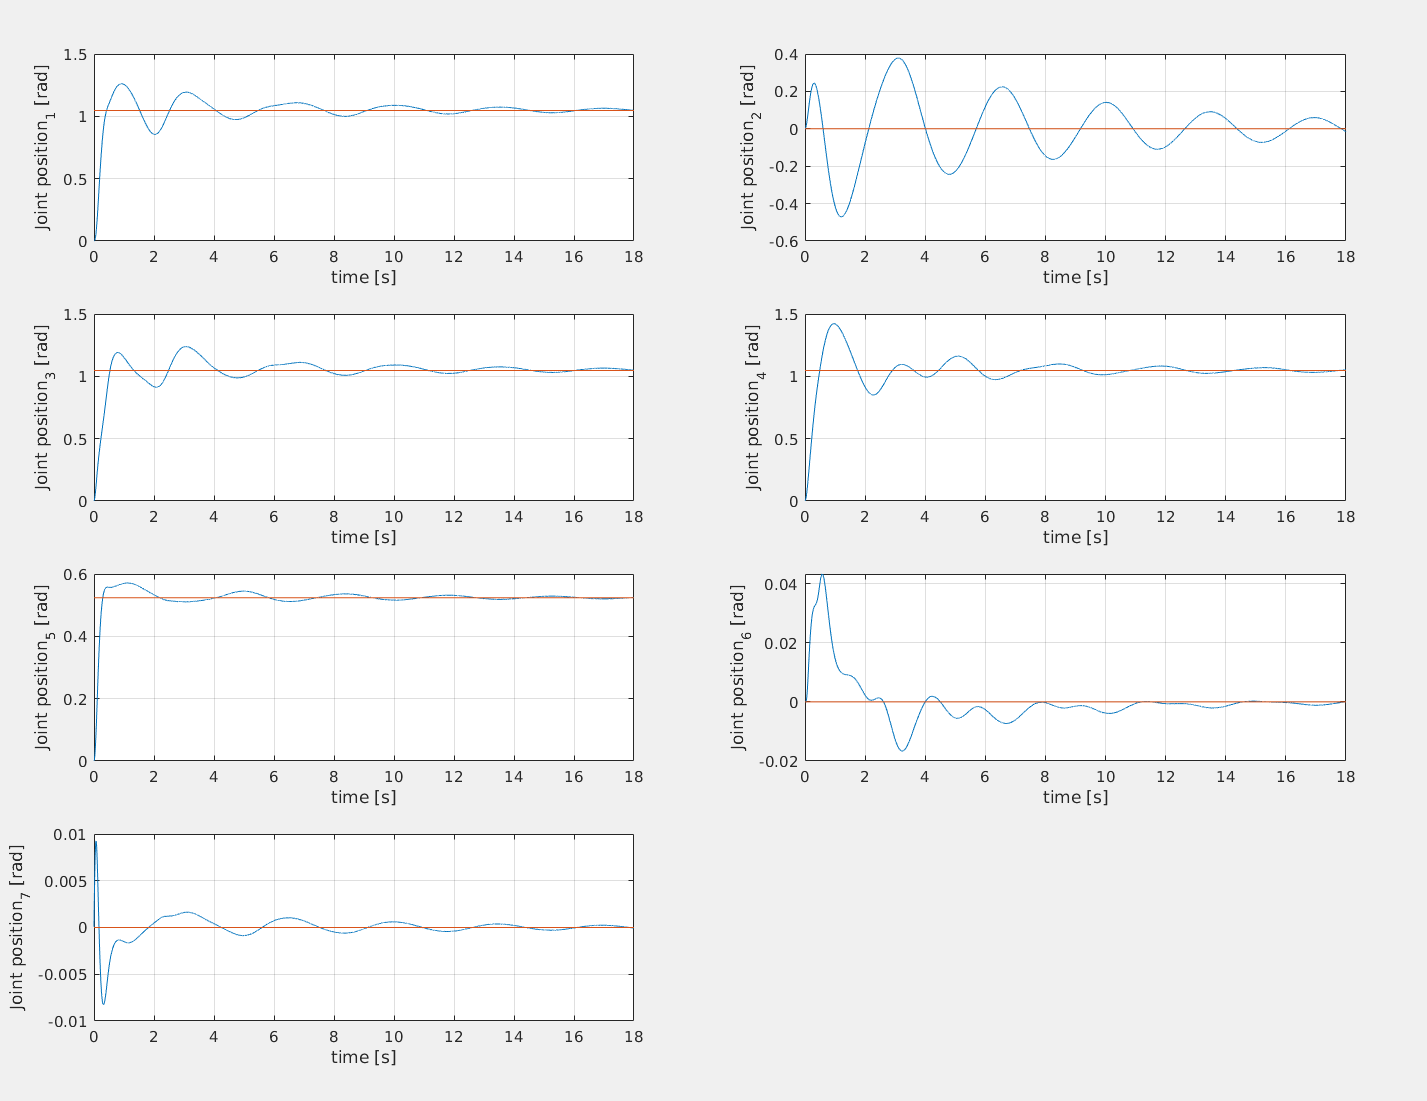 1.5
1
0.5
0
Joint position1 [rad]
0 2 4 6 8 10 12 14 16 18
time [s]
0.4
0.2
0
-0.2
-0.4
-0.6
Joint position2 [rad]
0 2 4 6 8 10 12 14 16 18
time [s]
1.5
1
0.5
0
Joint position3 [rad]
0 2 4 6 8 10 12 14 16 18
time [s]
1.5
1
0.5
0
Joint position4 [rad]
0 2 4 6 8 10 12 14 16 18
time [s]
0.6
0.4
0.2
0
Joint position5 [rad]
0 2 4 6 8 10 12 14 16 18
time [s]
0.04
0.02
0
-0.02
Joint position6 [rad]
0 2 4 6 8 10 12 14 16 18
time [s]
0.01
0.005
0
-0.005
-0.01
Joint position7 [rad]
0 2 4 6 8 10 12 14 16 18
time [s]